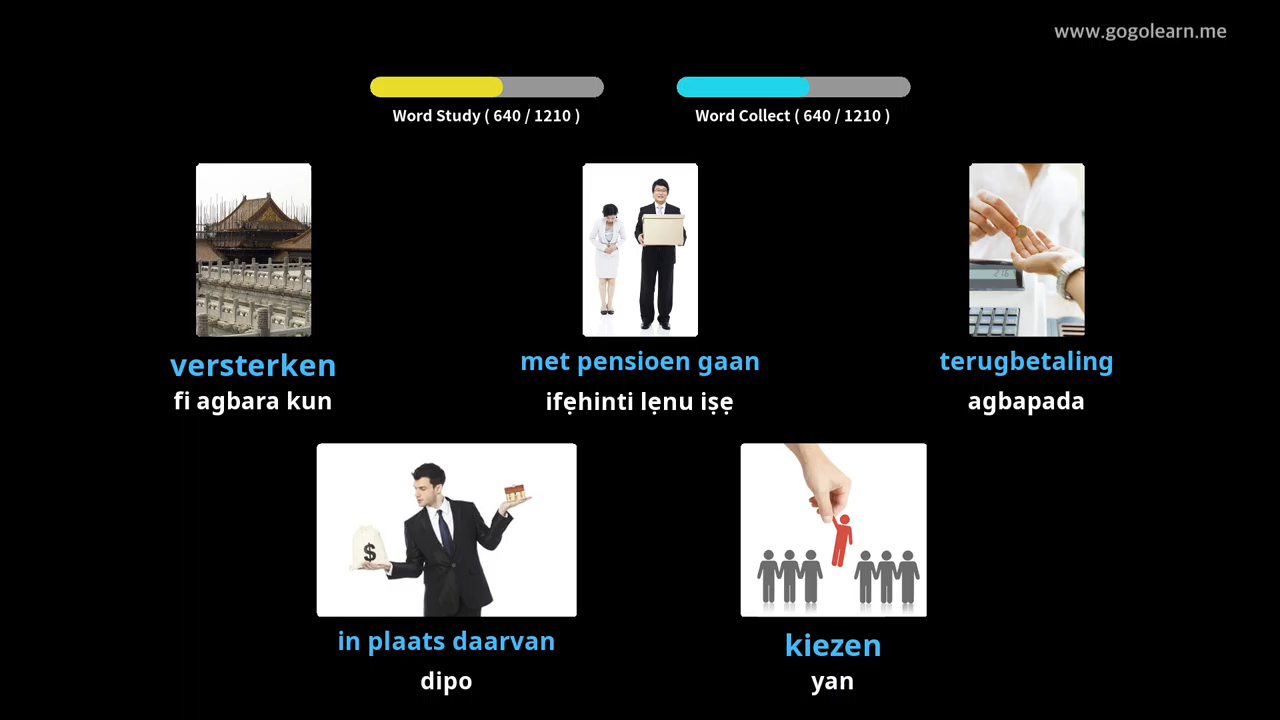 www.gogolearn.me
Word Study ( 640 / 1210 )
Word Collect ( 640 / 1210 )
versterken
fi agbara kun
met pensioen gaan
ifẹhinti lẹnu iṣẹ
terugbetaling
agbapada
$
in plaats daarvan
dipo
kiezen
yan